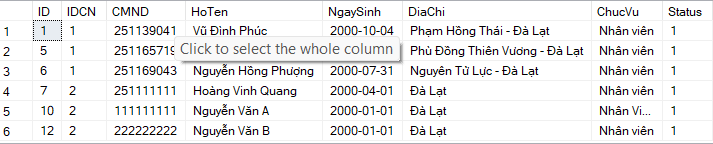 ID IDCN CMND HoTen NgaySinh DiaChi ChucVu Status
1 1 1 251139041 Vũ Đình Phúc 2000-10-04 Phạm Hồng Thái - Đà Lạt Nhân viên 1
2 5 1 251165719 Phù Đồng Thiên Vương - Đà Lạt Nhân viên 1
Click to select the whole column
3 6 1 251169043 Nguyễn Hồng Phượng 2000-07-31 Nguyên Tử Lực - Đà Lạt Nhân viên 1
4 7 2 251111111 Hoàng Vinh Quang 2000-04-01 Đà Lạt Nhân viên 1
5 10 2 111111111 Nguyễn Văn A 2000-01-01 Đà Lạt Nhân Vi... 1
6 12 2 222222222 Nguyễn Văn B 2000-01-01 Đà Lạt Nhân viên 1